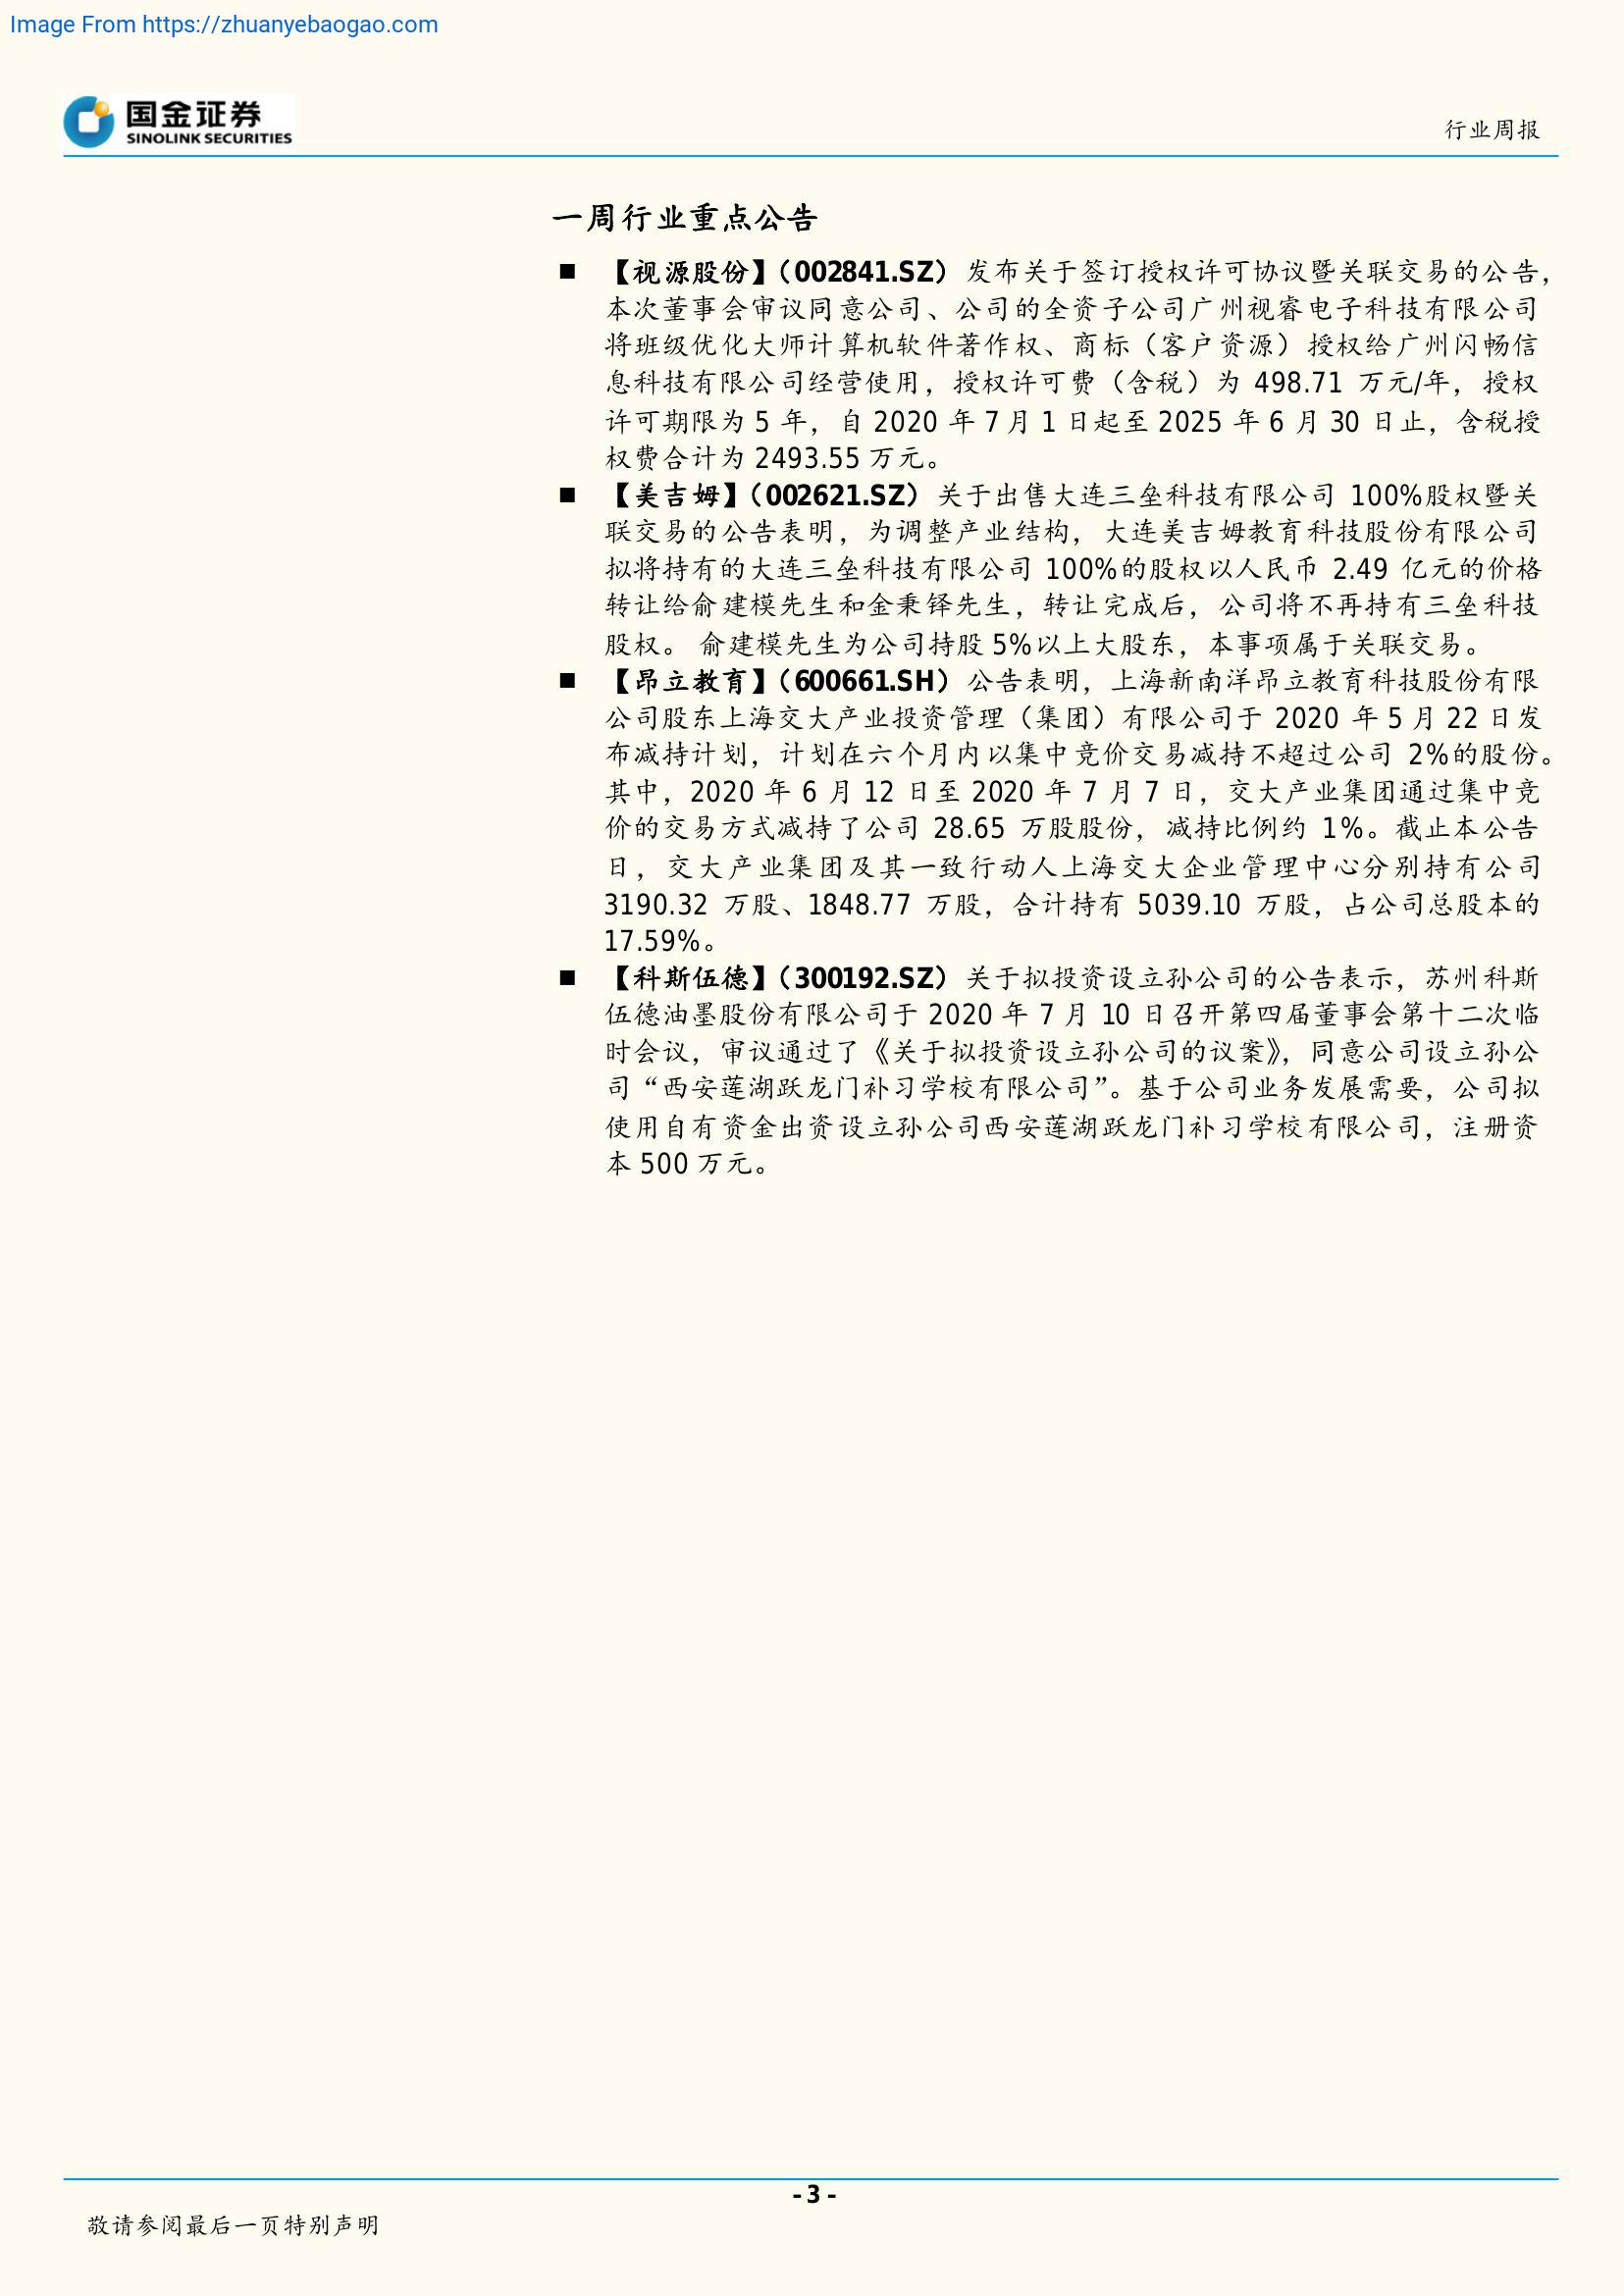 Image From https://zhuanyebaogao.com
国金证券
SINOLINK SECURITIES
行业周报
一周行业重点公告
■ 【视源股份】（002841.SZ）发布关于签订授权许可协议暨关联交易的公告，
本次董事会审议同意公司、公司的全资子公司广州视睿电子科技有限公司
将班级优化大师计算机软件著作权、商标（客户资源）授权给广州闪畅信
息科技有限公司经营使用，授权许可费（含税）为 498.71 万元/年，授权
许可期限为 5 年，自 2020 年 7 月 1 日起至 2025 年 6 月 30 日止，含税授
权费合计为 2493.55 万元。
■ 【美吉姆】（002621.SZ）关于出售大连三垒科技有限公司 100%股权暨关
联交易的公告表明，为调整产业结构，大连美吉姆教育科技股份有限公司
拟将持有的大连三垒科技有限公司 100%的股权以人民币 2.49 亿元的价格
转让给俞建模先生和金秉铎先生，转让完成后，公司将不再持有三垒科技
股权。 俞建模先生为公司持股 5%以上大股东，本事项属于关联交易。
■ 【昂立教育】（600661.SH）公告表明，上海新南洋昂立教育科技股份有限
公司股东上海交大产业投资管理（集团）有限公司于 2020 年 5 月 22 日发
布减持计划，计划在六个月内以集中竞价交易减持不超过公司 2%的股份。
其中，2020 年 6 月 12 日至 2020 年 7 月 7 日，交大产业集团通过集中竞
价的交易方式减持了公司 28.65 万股股份，减持比例约 1%。截止本公告
日，交大产业集团及其一致行动人上海交大企业管理中心分别持有公司
3190.32 万股、1848.77 万股，合计持有 5039.10 万股，占公司总股本的
17.59%。
■ 【科斯伍德】（300192.SZ）关于拟投资设立孙公司的公告表示，苏州科斯
伍德油墨股份有限公司于 2020 年 7 月 10 日召开第四届董事会第十二次临
时会议，审议通过了《关于拟投资设立孙公司的议案》，同意公司设立孙公
司“西安莲湖跃龙门补习学校有限公司”。基于公司业务发展需要，公司拟
使用自有资金出资设立孙公司西安莲湖跃龙门补习学校有限公司，注册资
本 500 万元。
- 3 -
敬请参阅最后一页特别声明